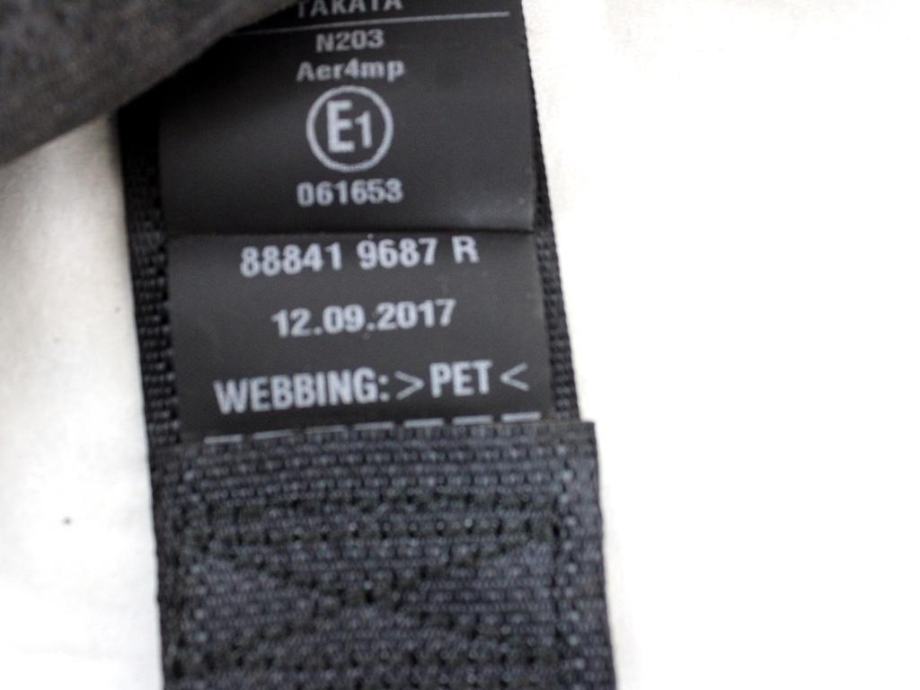 TAKATA
N203
Aer4mp
E1
061653
88841 9687 R
12.09.2017
WEBBING: >PET<